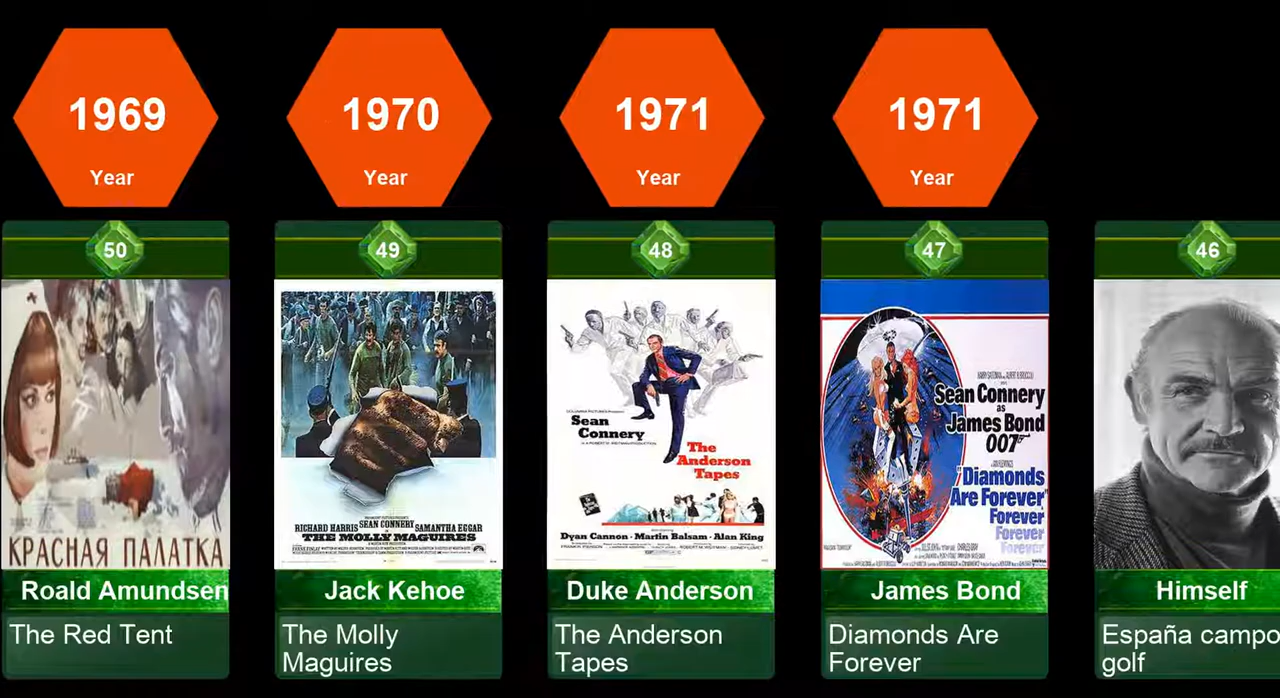 1969
Year
1970
Year
1971
Year
1971
Year
50
49
48
47
46
КРАСНАЯ ПАЛАТКА
RICHARD HARRIS SEAN CONNERY SAMANTHA EGGAR
THE MOLLY MAGUIRES
Sean
Connery
The
Anderson
Tapes
Dyan Cannon · Martin Balsam · Alan King
Sean Connery
as
James Bond
007
"Diamonds
Are Forever"
Forever
Forever
Forever
Roald Amundsen
Jack Kehoe
Duke Anderson
James Bond
Himself
The Red Tent
The Molly
Maguires
The Anderson
Tapes
Diamonds Are
Forever
España campo
golf